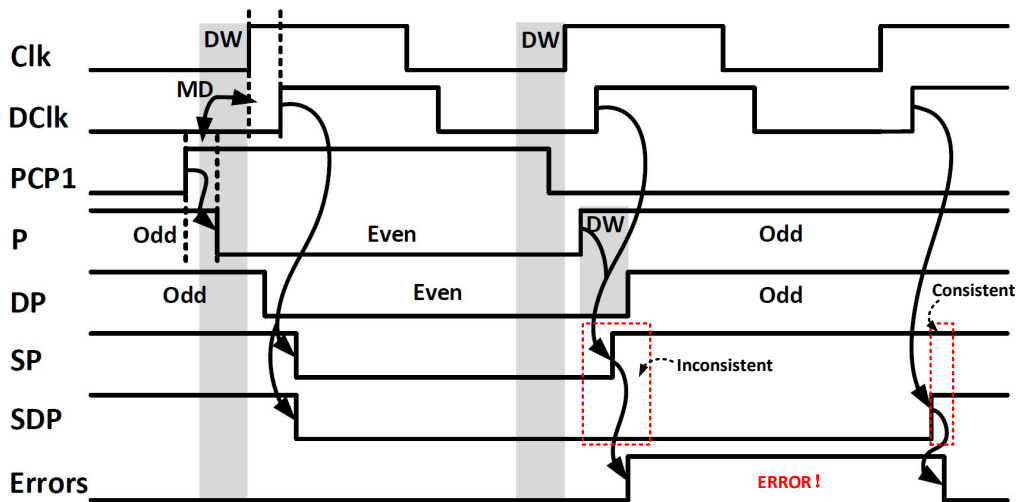 Clk DW DW
DClk MD
PCP1
P Odd Even DW Odd
DP Odd Even Odd Consistent
SP Inconsistent
SDP
Errors ERROR!